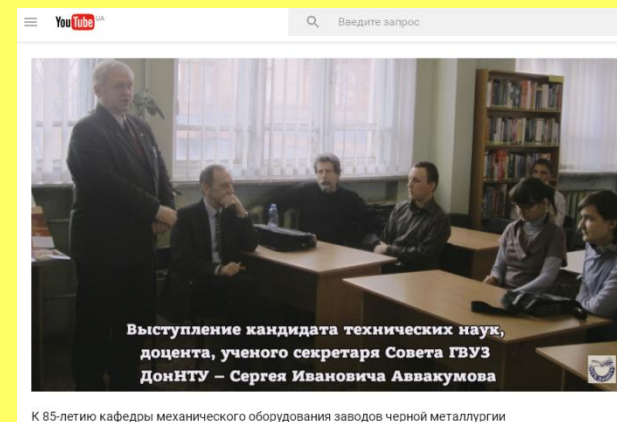 YouTube UA
Введите запрос
Выступление кандидата технических наук,
доцента, ученого секретаря Совета ГВУЗ
ДонНТУ – Сергея Ивановича Аввакумова
К 85-летию кафедры механического оборудования заводов черной металлургии